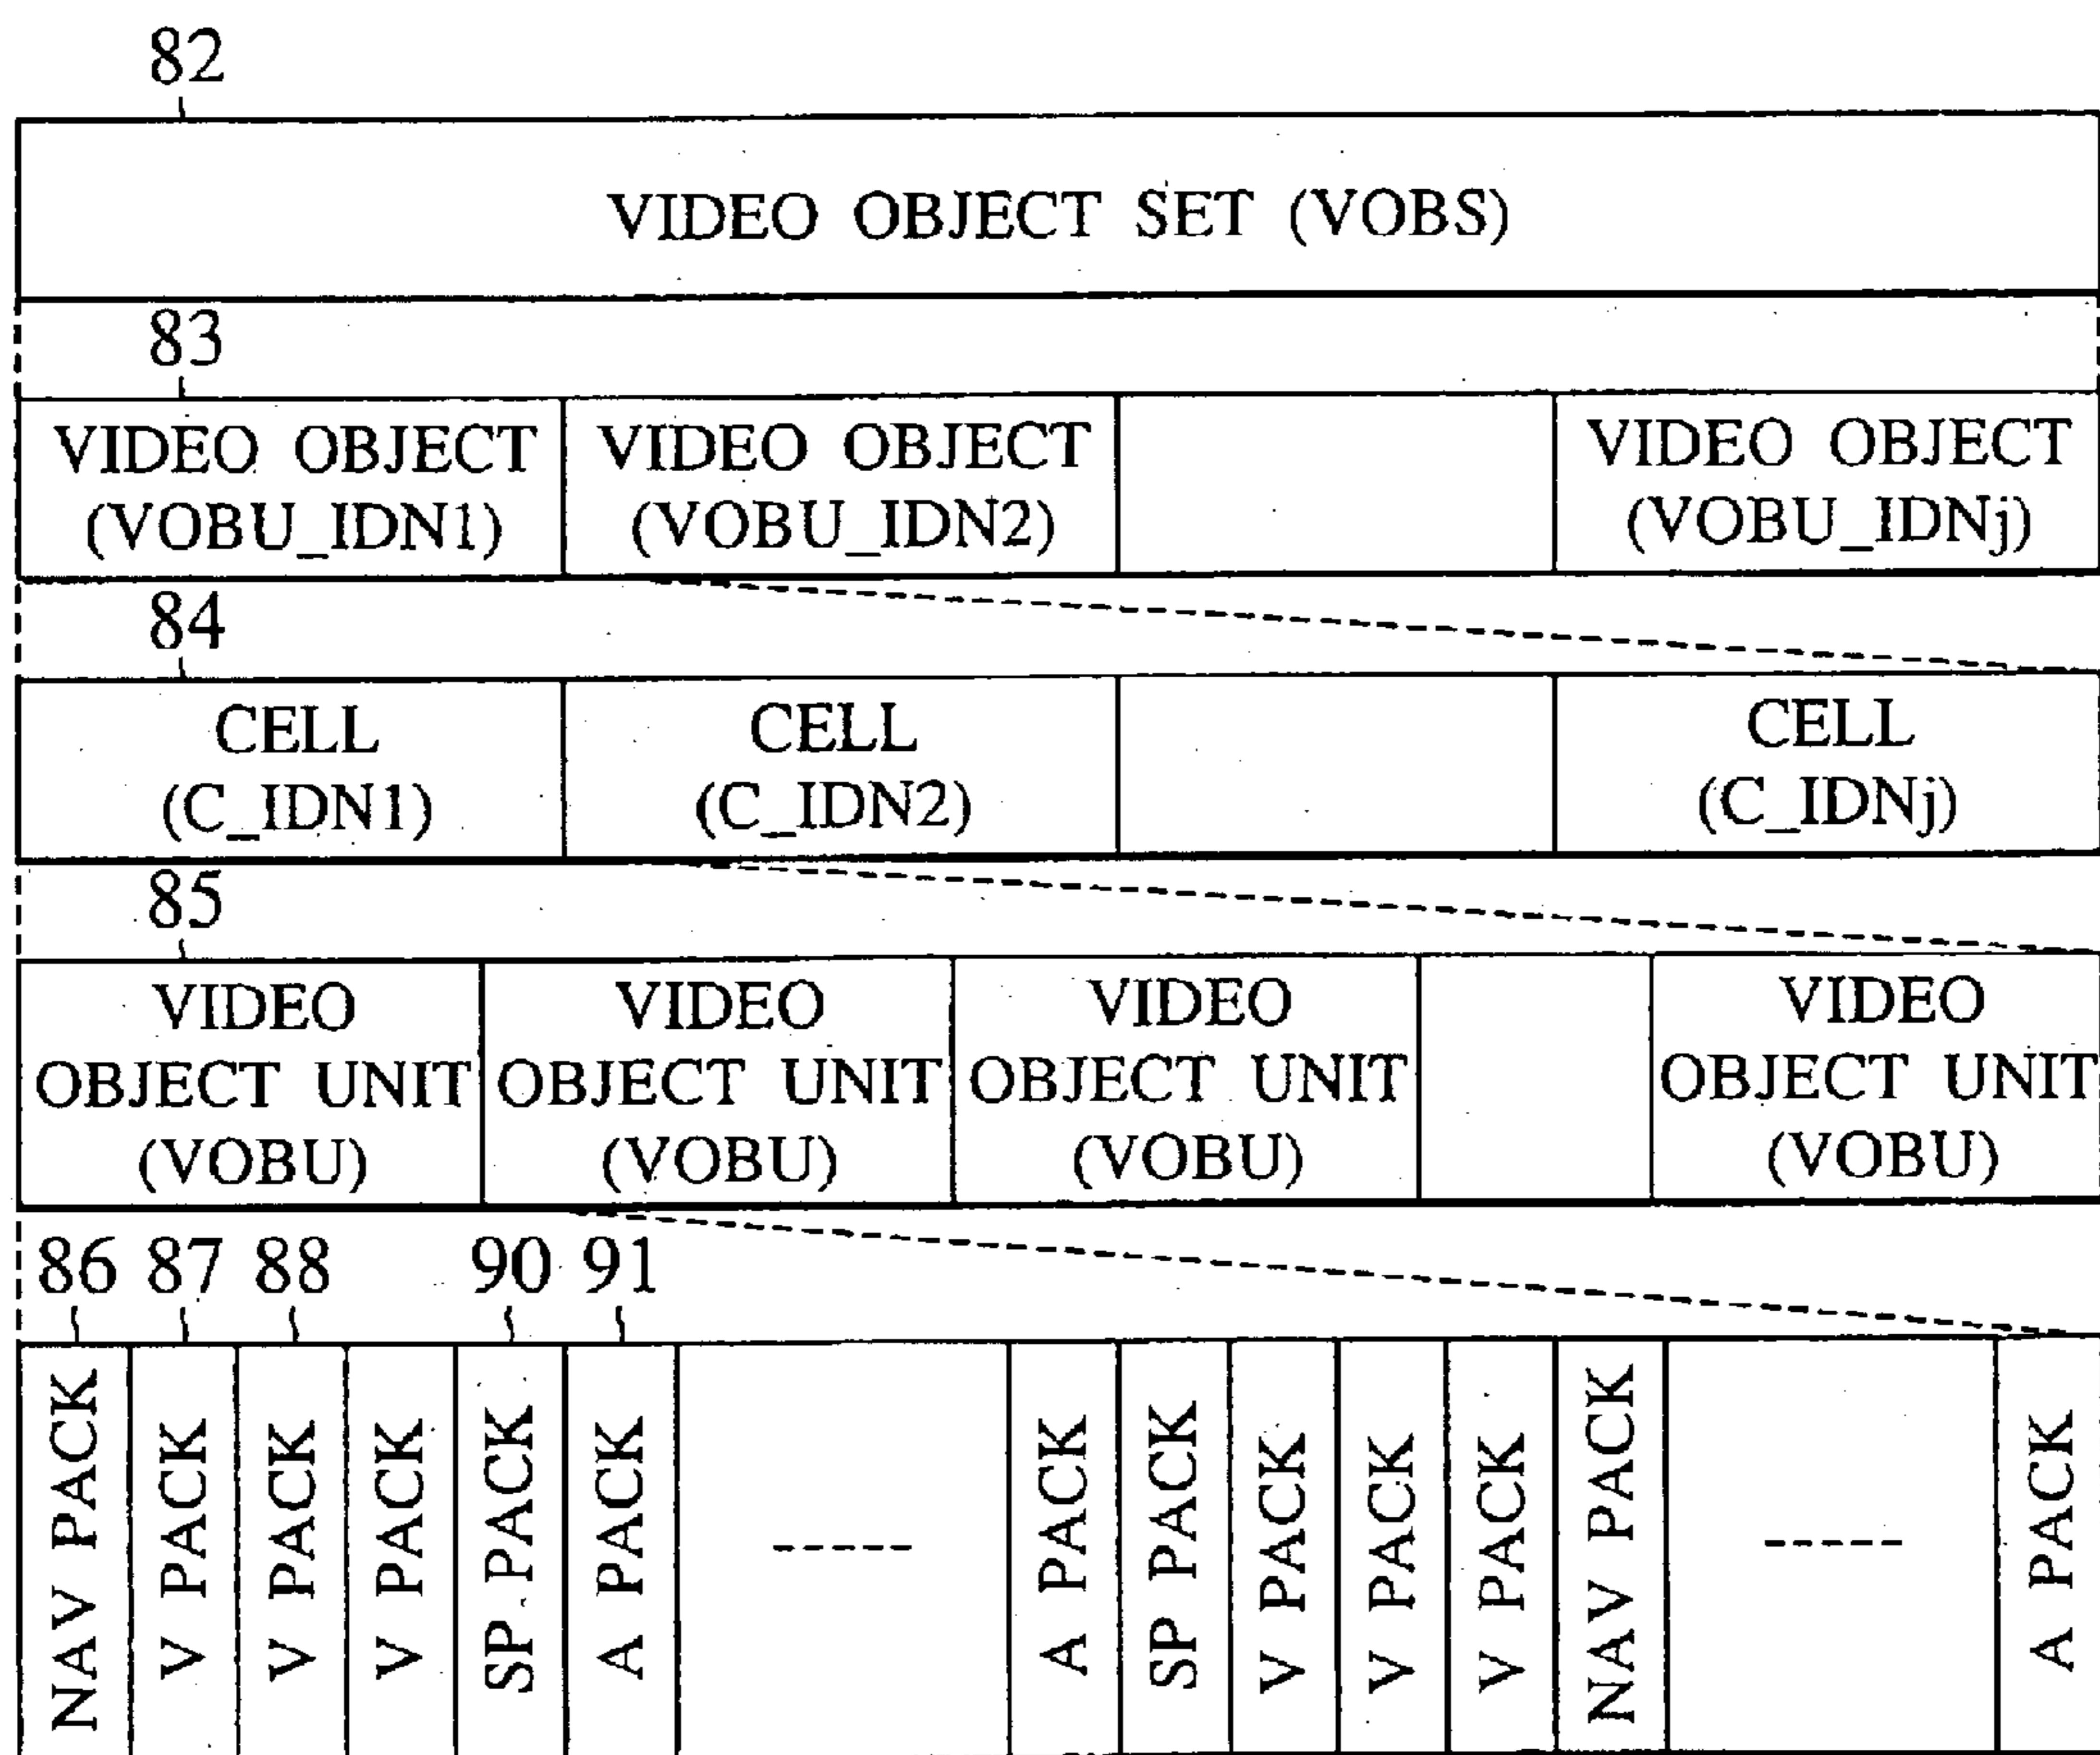 82
VIDEO OBJECT SET (VOBS)
83
VIDEO OBJECT
(VOBU_IDN1)
VIDEO OBJECT
(VOBU_IDN2)
VIDEO OBJECT
(VOBU_IDNj)
84
CELL
(C_IDN1)
CELL
(C_IDN2)
CELL
(C_IDNj)
85
VIDEO
OBJECT UNIT
(VOBU)
VIDEO
OBJECT UNIT
(VOBU)
VIDEO
OBJECT UNIT
(VOBU)
VIDEO
OBJECT UNIT
(VOBU)
86 87 88 90 91
NAV PACK
V PACK
V PACK
V PACK
SP PACK
A PACK
A PACK
SP PACK
V PACK
V PACK
V PACK
NAV PACK
A PACK